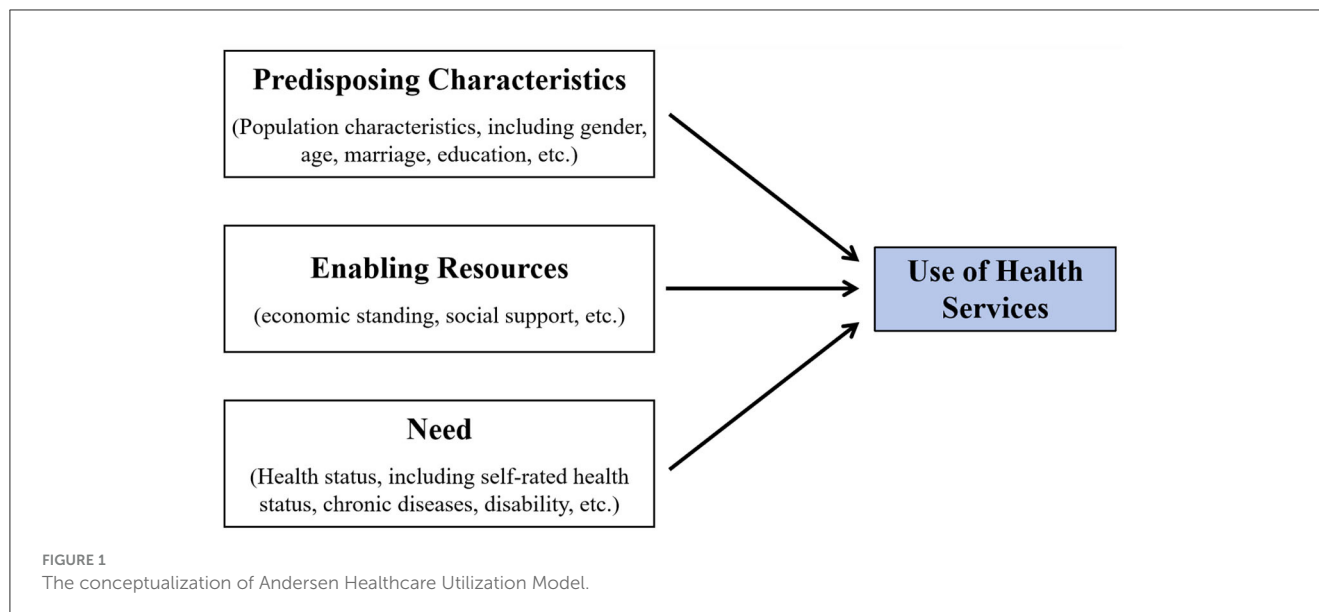 Predisposing Characteristics
(Population characteristics, including gender,
age, marriage, education, etc.)
Enabling Resources
(economic standing, social support, etc.)
Need
(Health status, including self-rated health
status, chronic diseases, disability, etc.)
Use of Health
Services
FIGURE 1
The conceptualization of Andersen Healthcare Utilization Model.